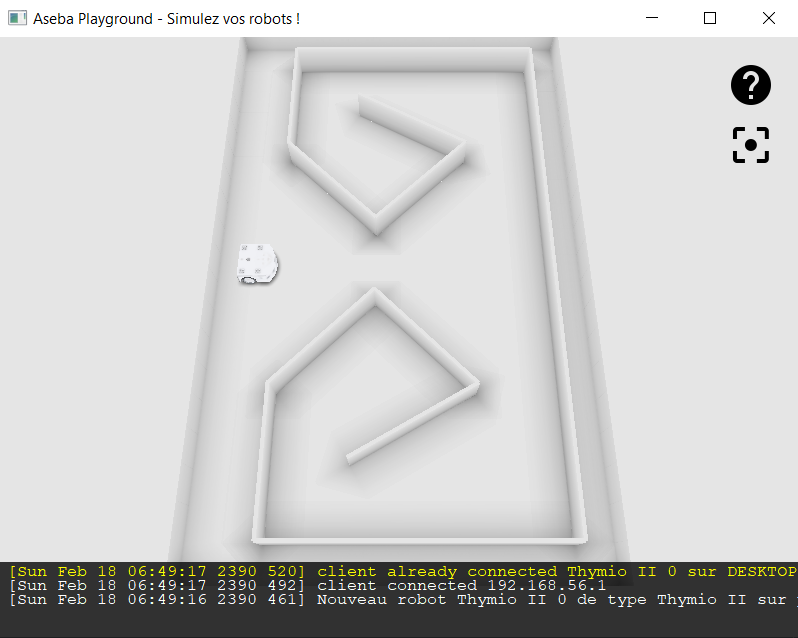 Aseba Playground - Simulez vos robots !
?
[Sun Feb 18 06:49:17 2390 520] client already connected Thymio II 0 sur DESKTOP
[Sun Feb 18 06:49:17 2390 492] client connected 192.168.56.1
[Sun Feb 18 06:49:16 2390 461] Nouveau robot Thymio II 0 de type Thymio II sur